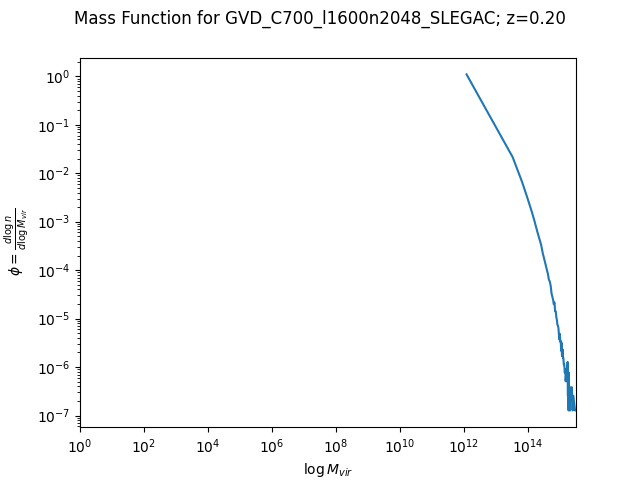 Mass Function for GVD_C700_l1600n2048_SLEGAC; z=0.20
10^0
10^-1
10^-2
10^-3
10^-4
10^-5
10^-6
10^-7
ϕ = d log n / d log M_vir
10^0 10^2 10^4 10^6 10^8 10^10 10^12 10^14
log M_vir